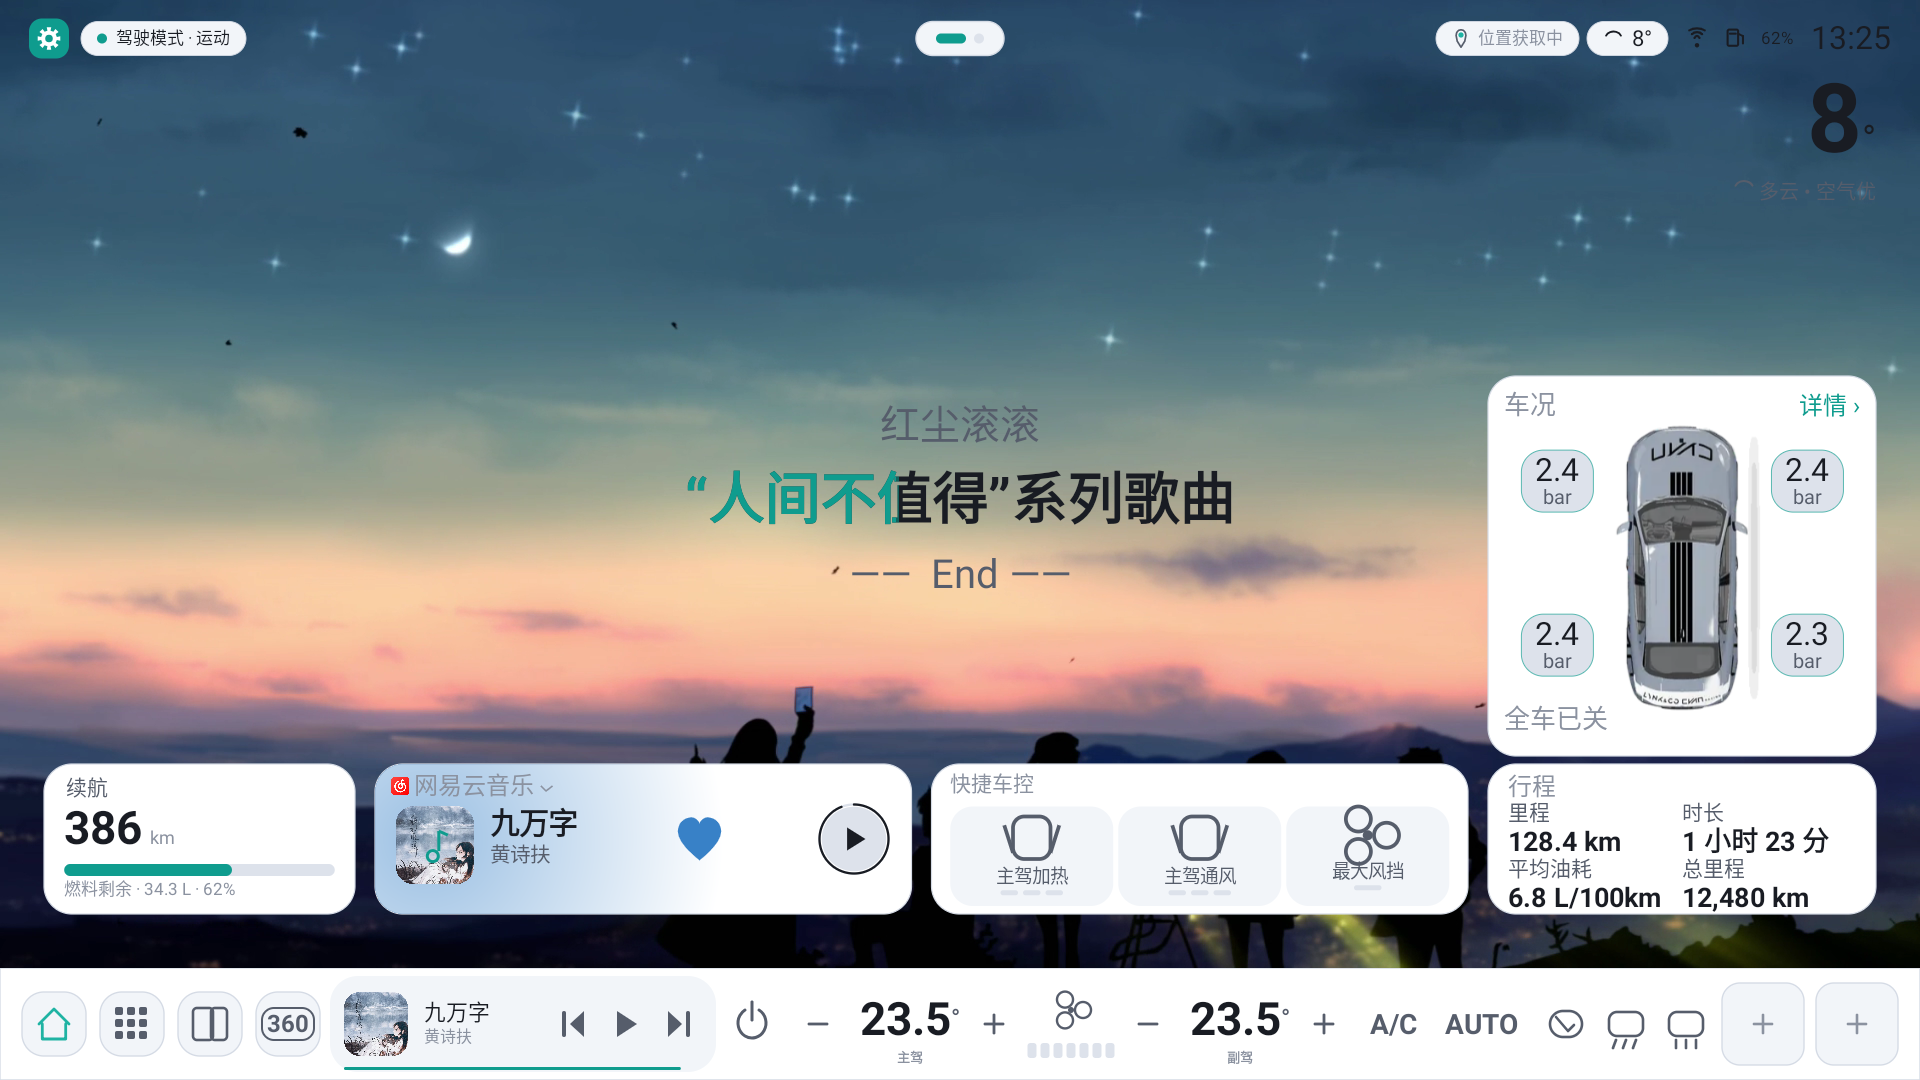 驾驶模式 · 运动
位置获取中
8°
62%
13:25
8°
多云 • 空气优
红尘滚滚
“人间不值得”系列歌曲
—— End ——
车况
详情 ›
2.4
bar
2.4
bar
2.4
bar
2.3
bar
全车已关
续航
386 km
燃料剩余 · 34.3 L · 62%
网易云音乐
九万字
黄诗扶
快捷车控
主驾加热
主驾通风
最大风挡
行程
里程
128.4 km
时长
1 小时 23 分
平均油耗
6.8 L/100km
总里程
12,480 km
360
九万字
黄诗扶
23.5°
主驾
23.5°
副驾
A/C
AUTO